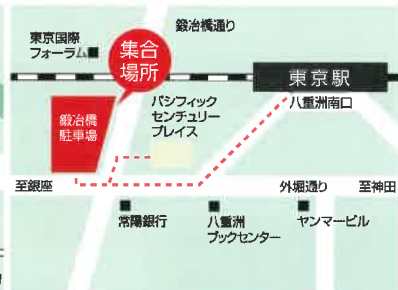 鍛冶橋通り
東京国際
フォーラム
集合
場所
東京駅
八重洲南口
パシフィック
センチュリー
プレイス
鍛冶橋
駐車場
至銀座
外堀通り
至神田
常陽銀行
八重洲
ブックセンター
ヤンマービル